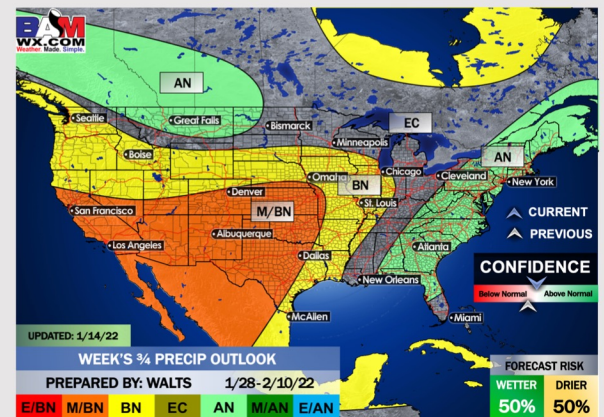 BAM
WX.COM
Weather. Made. Simple.
AN
Seattle
Great Falls
Bismarck
EC
Minneapolis
Boise
AN
Chicago
Cleveland
Omaha
BN
New York
Denver
St. Louis
San Francisco
M/BN
CURRENT
PREVIOUS
Albuquerque
Los Angeles
Atlanta
Dallas
CONFIDENCE
New Orleans
Below Normal
Above Normal
McAllen
Miami
UPDATED: 1/14/22
WEEK'S ¾ PRECIP OUTLOOK
PREPARED BY: WALTS 1/28-2/10/22
E/BN M/BN BN EC AN M/AN E/AN
FORECAST RISK
WETTER DRIER
50% 50%